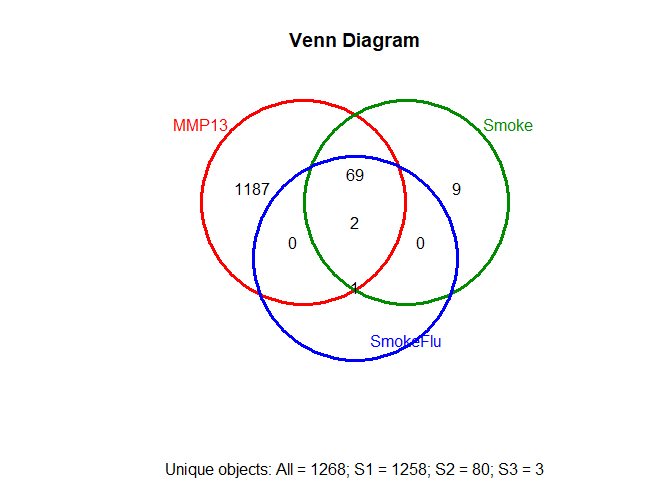 Venn Diagram
MMP13
Smoke
69
1187
9
2
0
0
1
SmokeFlu
Unique objects: All = 1268; S1 = 1258; S2 = 80; S3 = 3